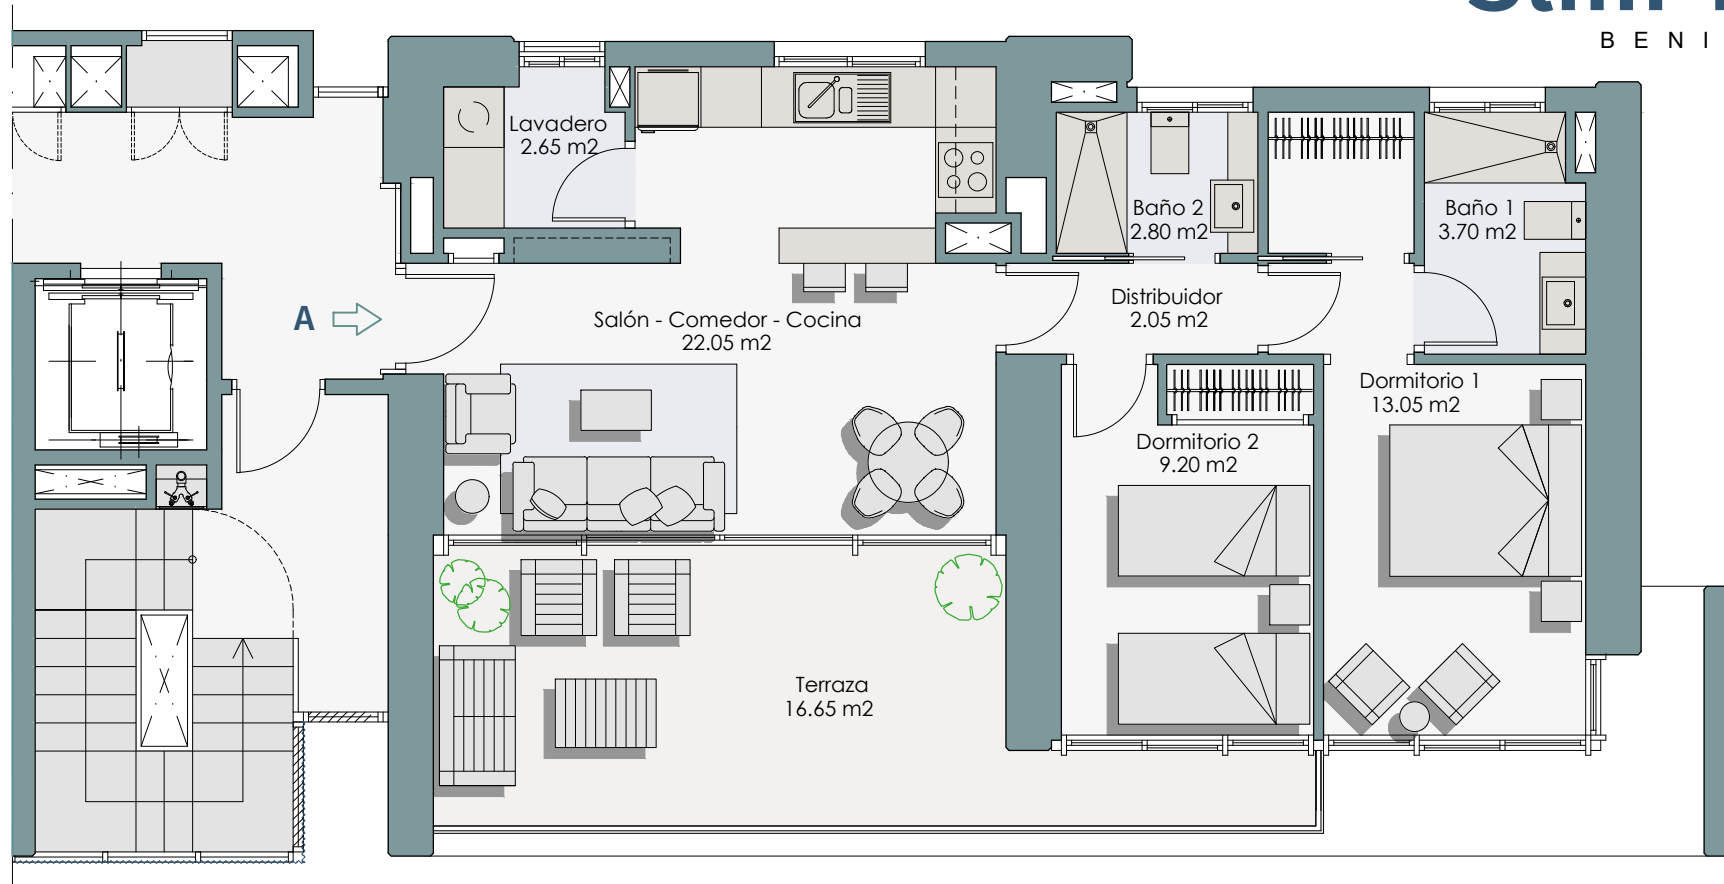 BENI
Lavadero
2.65 m2
Baño 2
2.80 m2
Baño 1
3.70 m2
A
Salón - Comedor - Cocina
22.05 m2
Distribuidor
2.05 m2
Dormitorio 1
13.05 m2
Dormitorio 2
9.20 m2
Terraza
16.65 m2